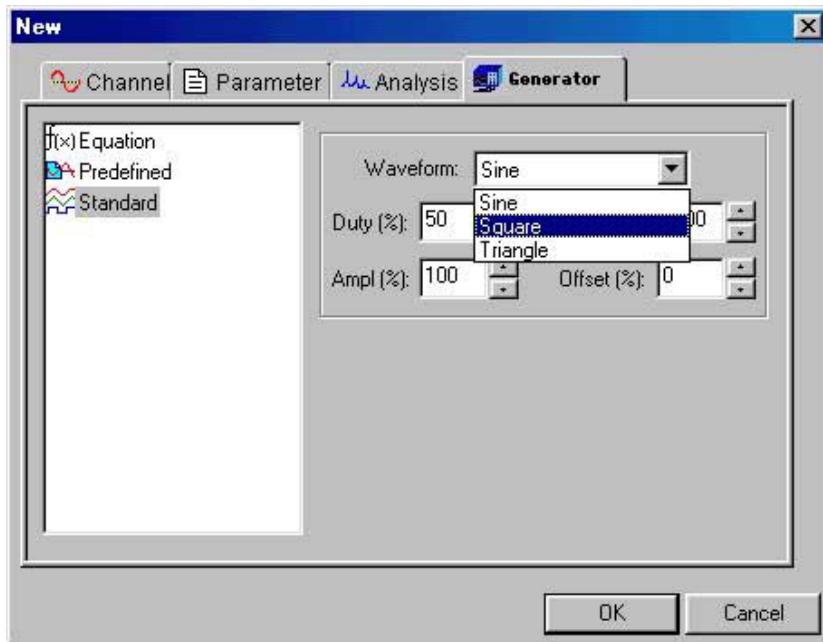 New
Channel Parameter Analysis Generator
f(x) Equation
Predefined
Standard
Waveform: Sine
Sine
Square
Triangle
Duty (%): 50
Ampl (%): 100 Offset (%): 0
OK Cancel